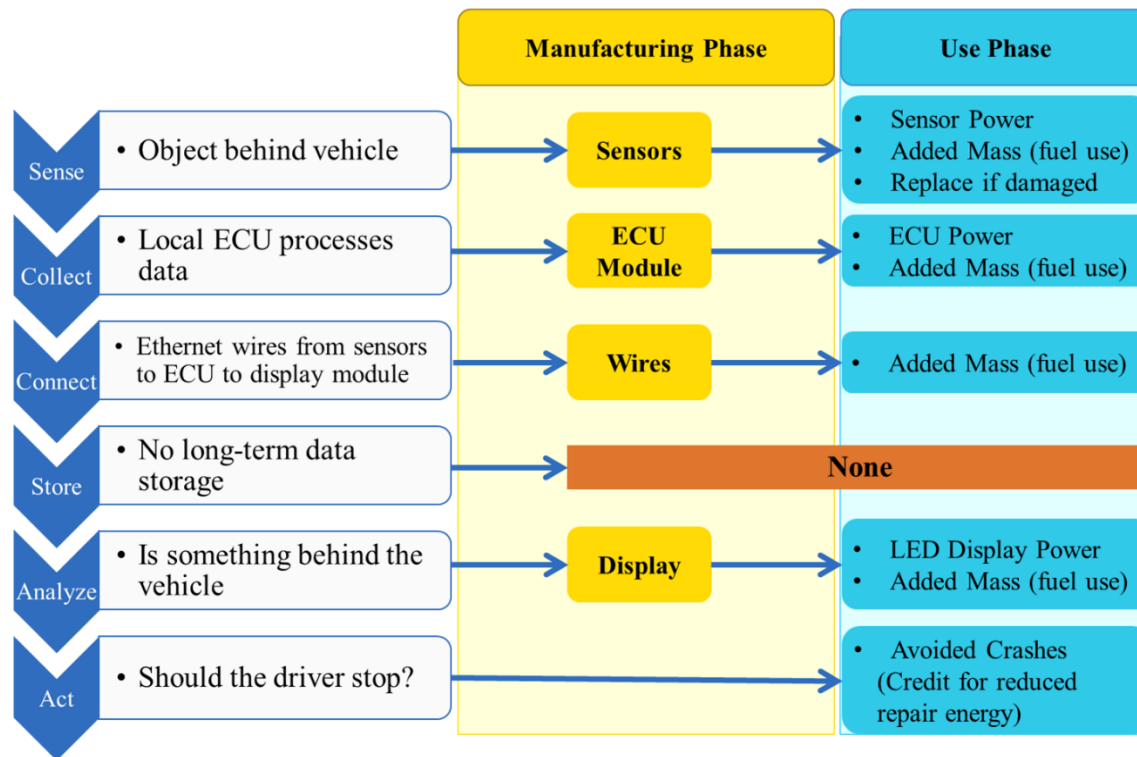 Manufacturing Phase
Use Phase
Sense
• Object behind vehicle
Sensors
• Sensor Power
• Added Mass (fuel use)
• Replace if damaged
Collect
• Local ECU processes
data
ECU
Module
• ECU Power
• Added Mass (fuel use)
Connect
• Ethernet wires from sensors
to ECU to display module
Wires
• Added Mass (fuel use)
Store
• No long-term data
storage
None
Analyze
• Is something behind the
vehicle
Display
• LED Display Power
• Added Mass (fuel use)
Act
• Should the driver stop?
• Avoided Crashes
(Credit for reduced
repair energy)